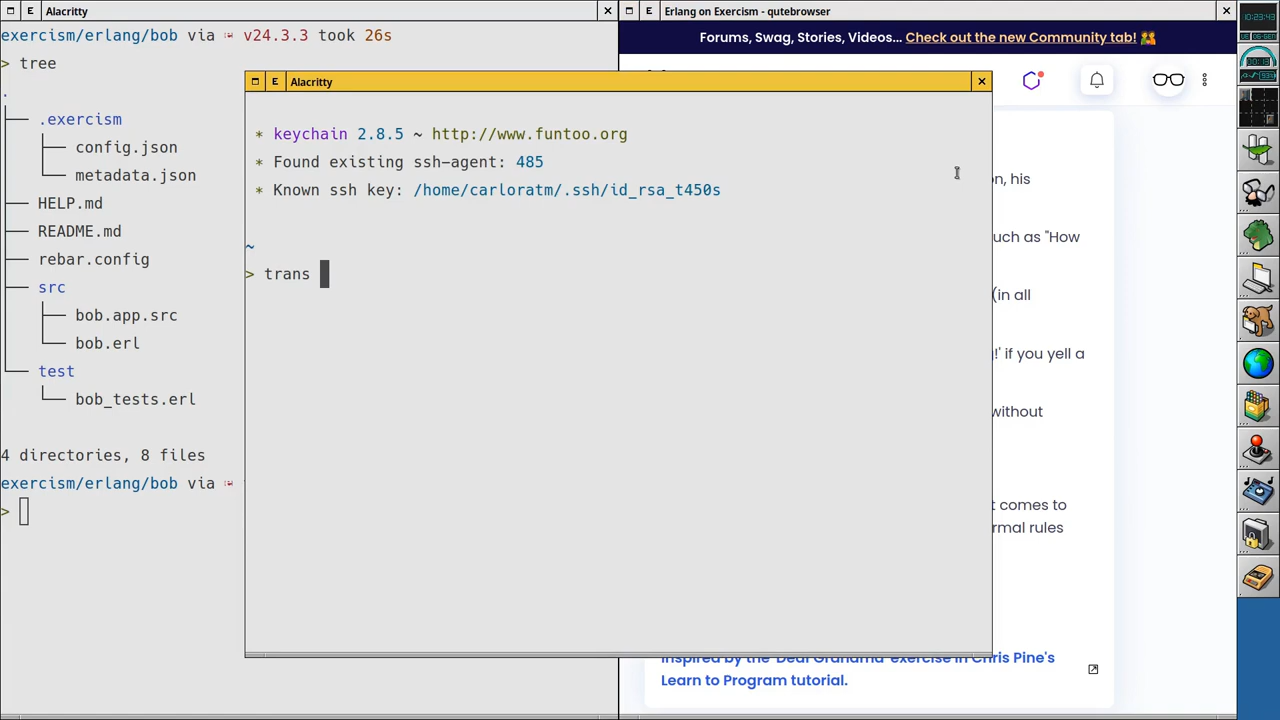 Alacritty
exercism/erlang/bob via v24.3.3 took 26s
> tree
.
├── .exercism
│   ├── config.json
│   └── metadata.json
├── HELP.md
├── README.md
├── rebar.config
├── src
│   ├── bob.app.src
│   └── bob.erl
└── test
    └── bob_tests.erl
4 directories, 8 files
exercism/erlang/bob via
>
Alacritty
* keychain 2.8.5 ~ http://www.funtoo.org
* Found existing ssh-agent: 485
* Known ssh key: /home/carloratm/.ssh/id_rsa_t450s
~
> trans
Erlang on Exercism - qutebrowser
Forums, Swag, Stories, Videos... Check out the new Community tab!
on, his
uch as "How
(in all
!' if you yell a
without
t comes to
rmal rules
Inspired by the 'Deaf Grandma' exercise in Chris Pine's
Learn to Program tutorial.
10:23:43